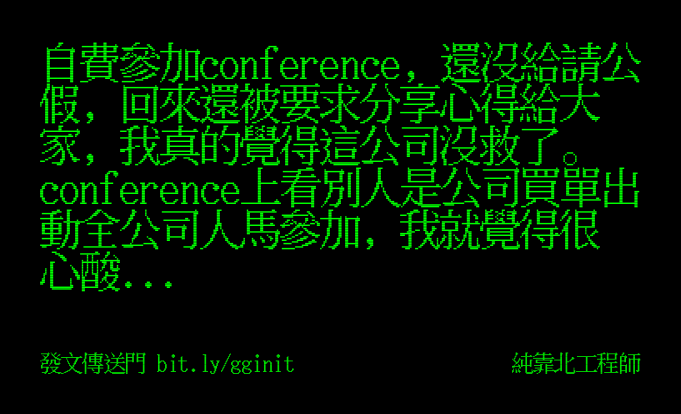 自費參加conference, 還沒給請公
假, 回來還被要求分享心得給大
家, 我真的覺得這公司沒救了。
conference上看別人是公司買單出
動全公司人馬參加, 我就覺得很
心酸...
發文傳送門 bit.ly/gginit
純靠北工程師